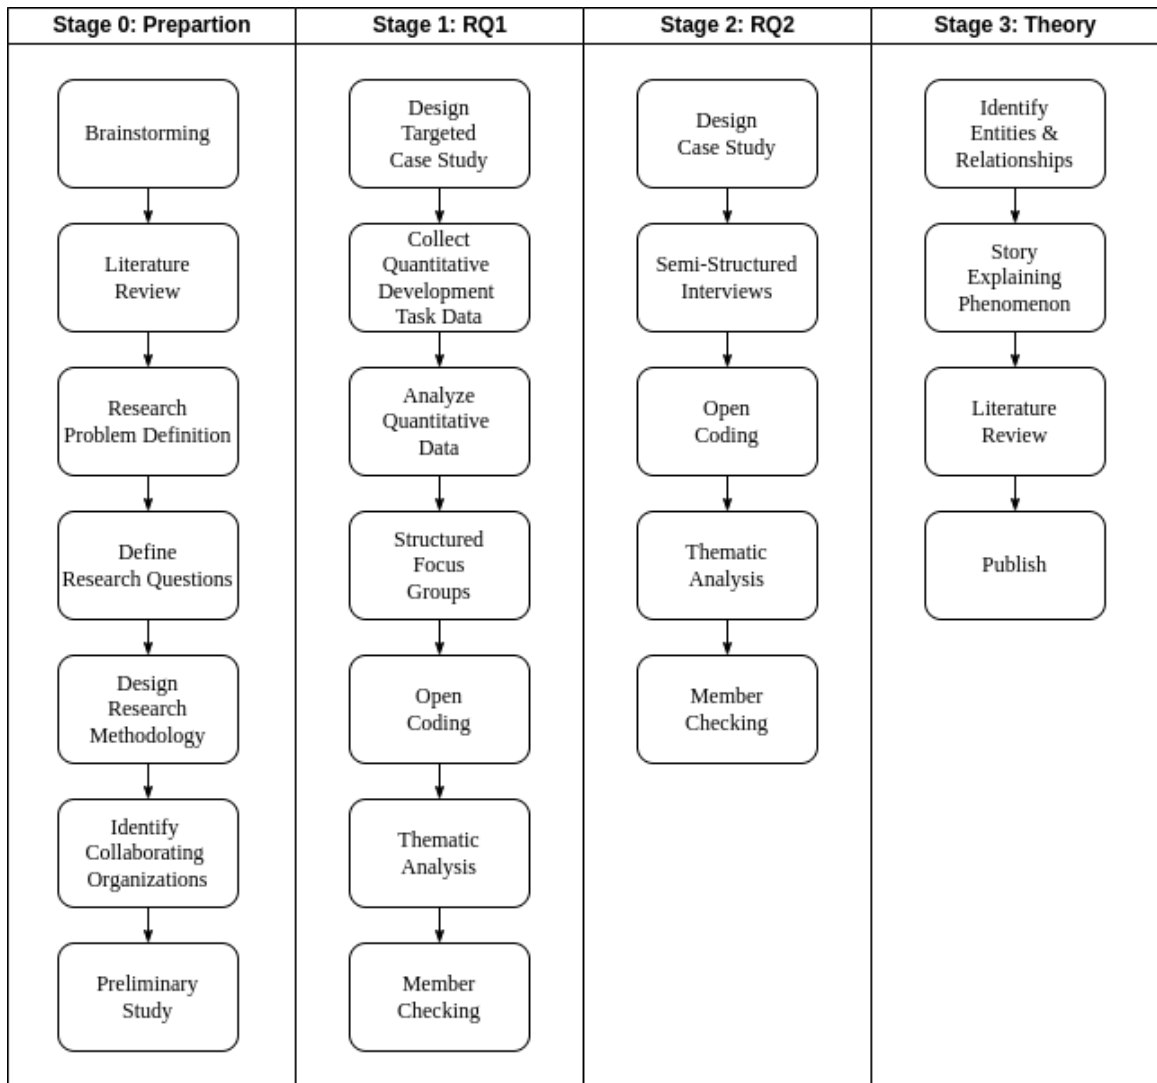 Stage 0: Prepartion
Brainstorming
Literature
Review
Research
Problem Definition
Define
Research Questions
Design
Research
Methodology
Identify
Collaborating
Organizations
Preliminary
Study
Stage 1: RQ1
Design
Targeted
Case Study
Collect
Quantitative
Development
Task Data
Analyze
Quantitative
Data
Structured
Focus
Groups
Open
Coding
Thematic
Analysis
Member
Checking
Stage 2: RQ2
Design
Case Study
Semi-Structured
Interviews
Open
Coding
Thematic
Analysis
Member
Checking
Stage 3: Theory
Identify
Entities &
Relationships
Story
Explaining
Phenomenon
Literature
Review
Publish